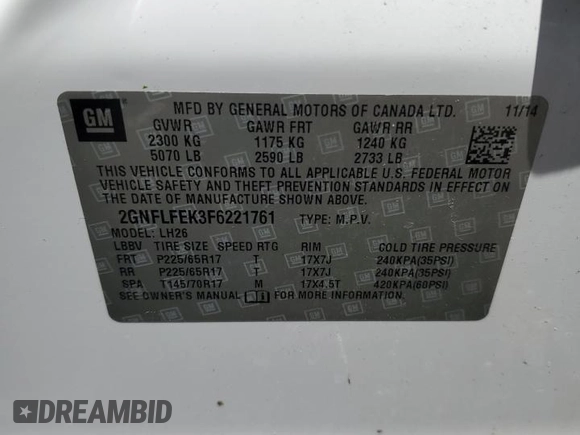 GM
MFD BY GENERAL MOTORS OF CANADA LTD. 11/14
GVWR GAWR FRT GAWR RR
2300 KG 1175 KG 1240 KG
5070 LB 2590 LB 2733 LB
THIS VEHICLE CONFORMS TO ALL APPLICABLE U.S. FEDERAL MOTOR
VEHICLE SAFETY AND THEFT PREVENTION STANDARDS IN EFFECT ON
THE DATE OF MANUFACTURE SHOWN ABOVE.
2GNFLFEK3F6221761 TYPE: M.P.V.
MODEL: LH26
LBBV TIRE SIZE SPEED RTG RIM COLD TIRE PRESSURE
FRT P225/65R17 T 17X7J 240KPA(35PSI)
RR P225/65R17 T 17X7J 240KPA(35PSI)
SPA T145/70R17 M 17X4.5T 420KPA(60PSI)
SEE OWNER'S MANUAL FOR MORE INFORMATION.
DREAMBID